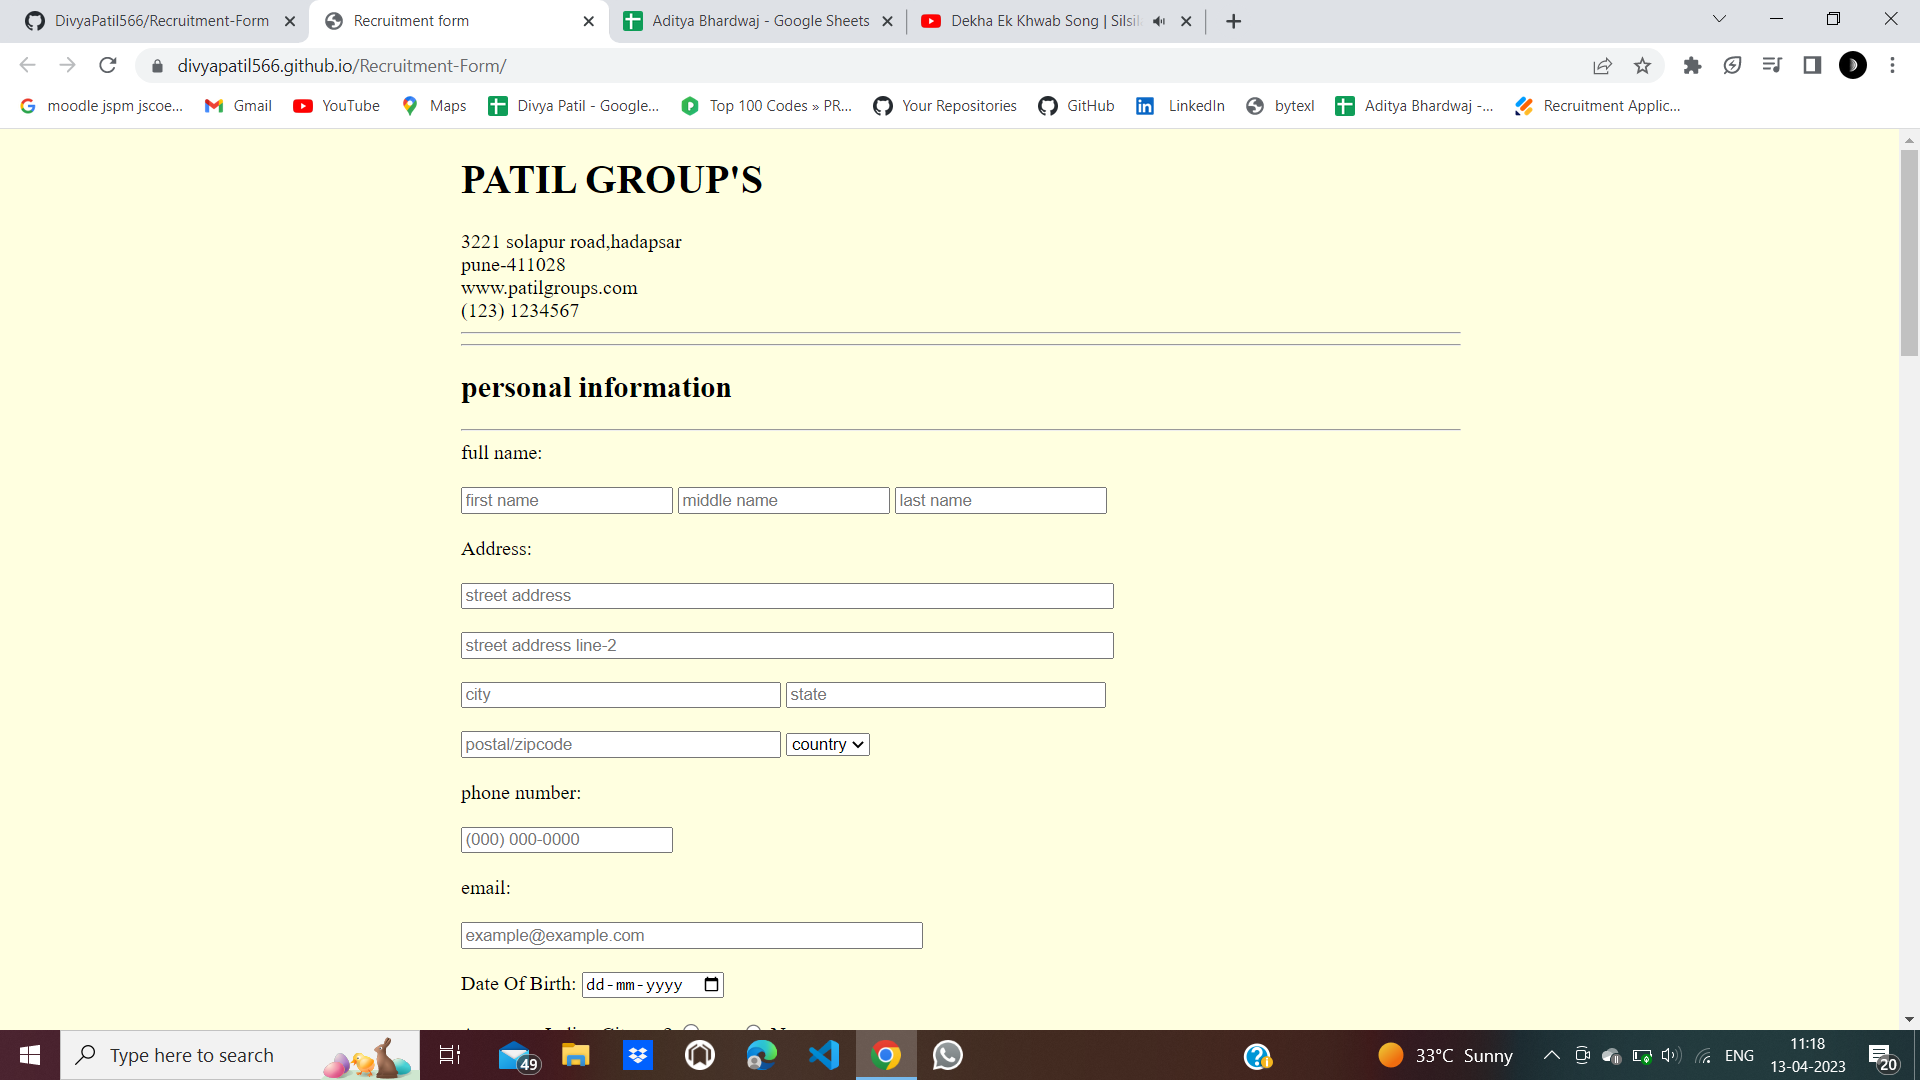 DivyaPatil566/Recruitment-Form
Recruitment form
Aditya Bhardwaj - Google Sheets
Dekha Ek Khwab Song | Silsil
divyapatil566.github.io/Recruitment-Form/
moodle jspm jscoe...
Gmail
YouTube
Maps
Divya Patil - Google...
Top 100 Codes » PR...
Your Repositories
GitHub
LinkedIn
bytexl
Aditya Bhardwaj -...
Recruitment Applic...
PATIL GROUP'S
3221 solapur road,hadapsar
pune-411028
www.patilgroups.com
(123) 1234567
personal information
full name:
first name middle name last name
Address:
street address
street address line-2
city state
postal/zipcode country
phone number:
(000) 000-0000
email:
example@example.com
Date Of Birth: dd-mm-yyyy
Type here to search
49
33°C Sunny
ENG
11:18
13-04-2023
20